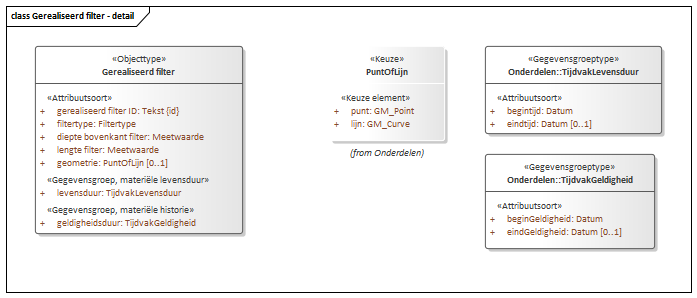 class Gerealiseerd filter - detail
«Objecttype»
Gerealiseerd filter
«Attribuutsoort»
+ gerealiseerd filter ID: Tekst {id}
+ filtertype: Filtertype
+ diepte bovenkant filter: Meetwaarde
+ lengte filter: Meetwaarde
+ geometrie: PuntOfLijn [0..1]
«Gegevensgroep, materiële levensduur»
+ levensduur: TijdvakLevensduur
«Gegevensgroep, materiële historie»
+ geldigheidsduur: TijdvakGeldigheid
«Keuze»
PuntOfLijn
«Keuze element»
+ punt: GM_Point
+ lijn: GM_Curve
(from Onderdelen)
«Gegevensgroeptype»
Onderdelen::TijdvakLevensduur
«Attribuutsoort»
+ begintijd: Datum
+ eindtijd: Datum [0..1]
«Gegevensgroeptype»
Onderdelen::TijdvakGeldigheid
«Attribuutsoort»
+ beginGeldigheid: Datum
+ eindGeldigheid: Datum [0..1]